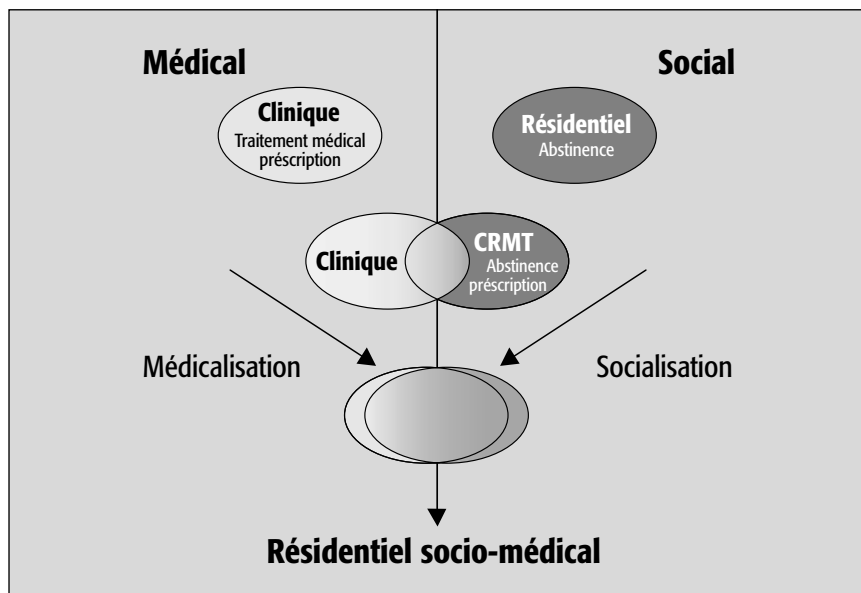 Médical
Social
Clinique
Traitement médical
préscription
Résidentiel
Abstinence
Clinique
CRMT
Abstinence
préscription
Médicalisation
Socialisation
Résidentiel socio-médical